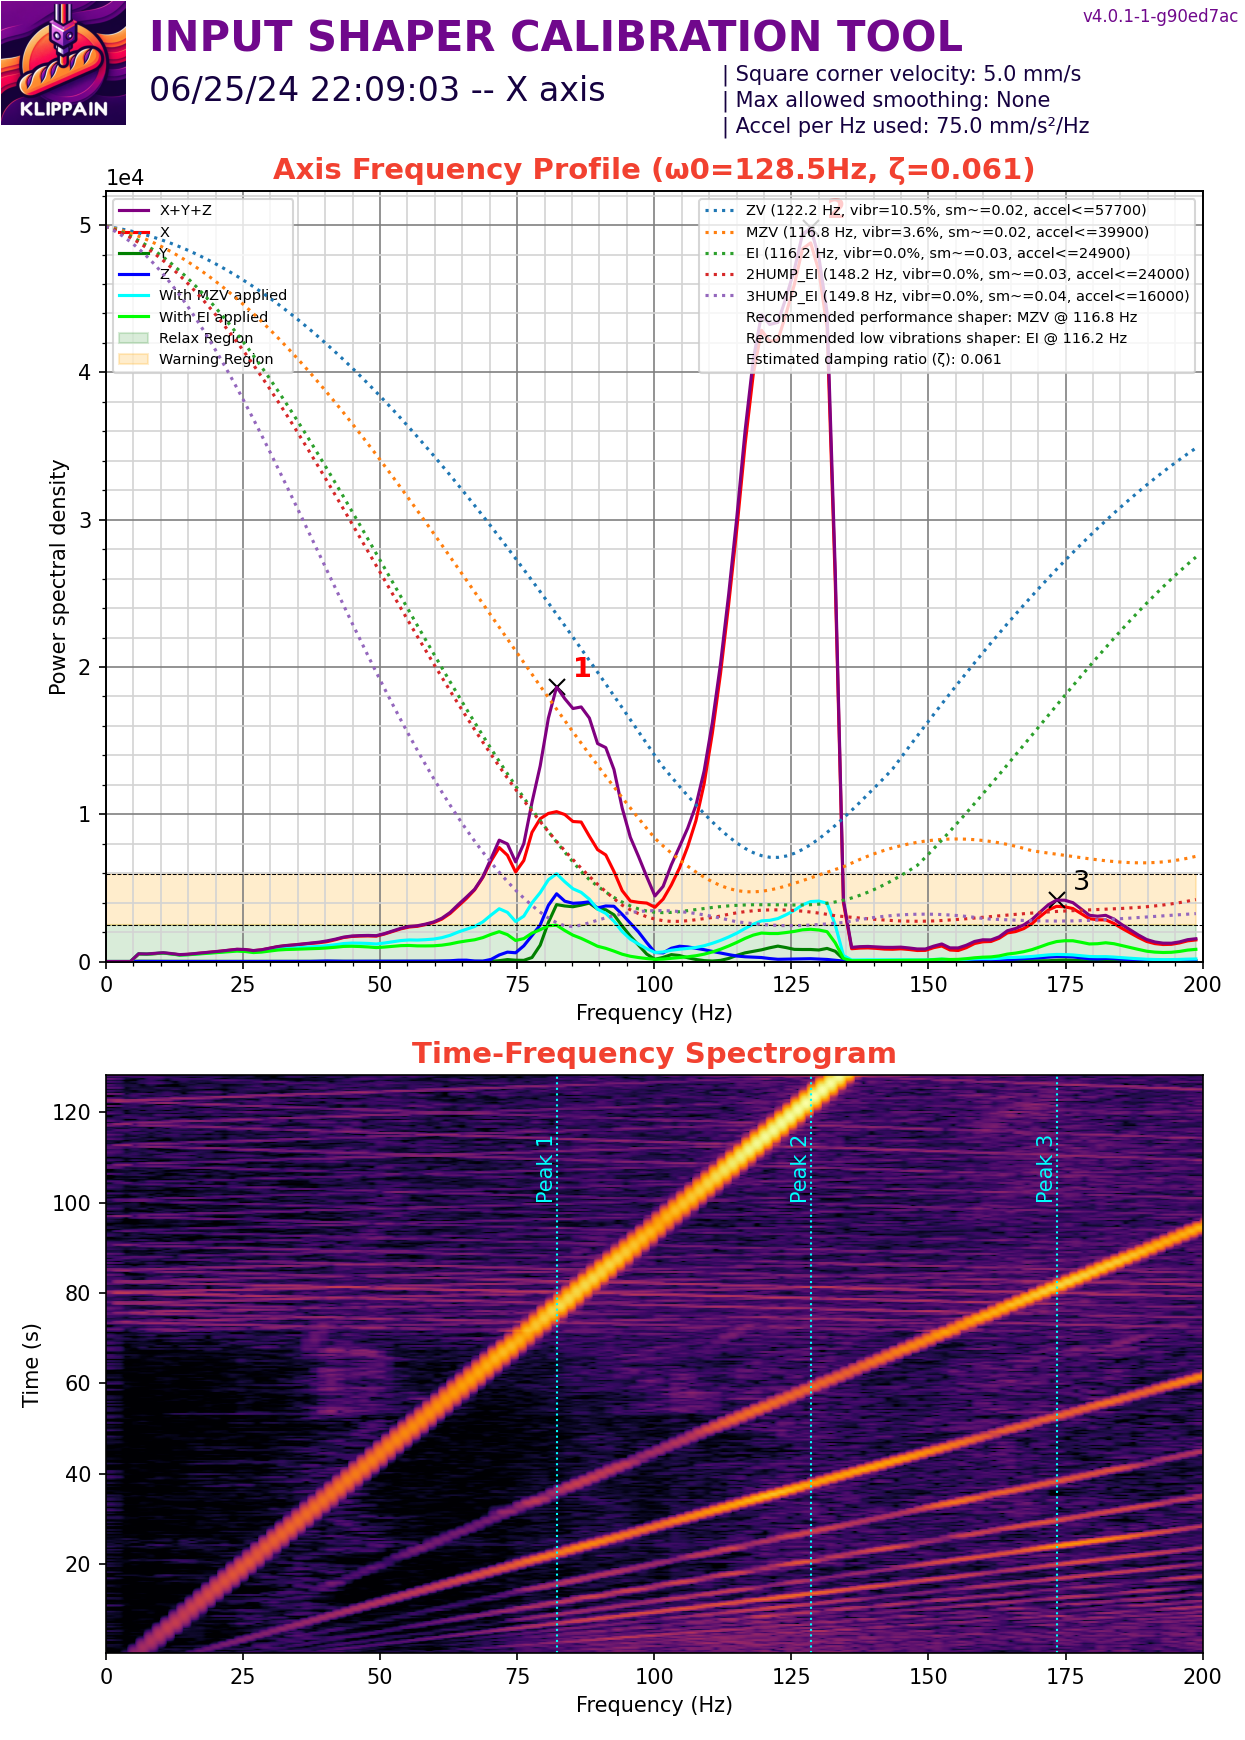 v4.0.1-1-g90ed7ac
INPUT SHAPER CALIBRATION TOOL
06/25/24 22:09:03 -- X axis
| Square corner velocity: 5.0 mm/s
| Max allowed smoothing: None
| Accel per Hz used: 75.0 mm/s²/Hz
KLIPPAIN
Axis Frequency Profile (ω0=128.5Hz, ζ=0.061)
1e4
X+Y+Z
X
Y
Z
With MZV applied
With EI applied
Relax Region
Warning Region
ZV (122.2 Hz, vibr=10.5%, sm~=0.02, accel<=57700)
MZV (116.8 Hz, vibr=3.6%, sm~=0.02, accel<=39900)
EI (116.2 Hz, vibr=0.0%, sm~=0.03, accel<=24900)
2HUMP_EI (148.2 Hz, vibr=0.0%, sm~=0.03, accel<=24000)
3HUMP_EI (149.8 Hz, vibr=0.0%, sm~=0.04, accel<=16000)
Recommended performance shaper: MZV @ 116.8 Hz
Recommended low vibrations shaper: EI @ 116.2 Hz
Estimated damping ratio (ζ): 0.061
2
1
3
Power spectral density
5
4
3
2
1
0
0 25 50 75 100 125 150 175 200
Frequency (Hz)
Time-Frequency Spectrogram
Peak 1
Peak 2
Peak 3
Time (s)
120
100
80
60
40
20
0 25 50 75 100 125 150 175 200
Frequency (Hz)